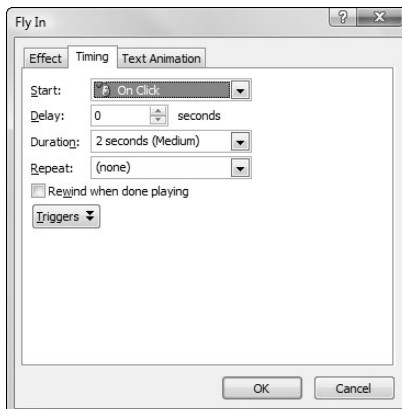 Fly In
Effect Timing Text Animation
Start: On Click
Delay: 0 seconds
Duration: 2 seconds (Medium)
Repeat: (none)
Rewind when done playing
Triggers
OK Cancel